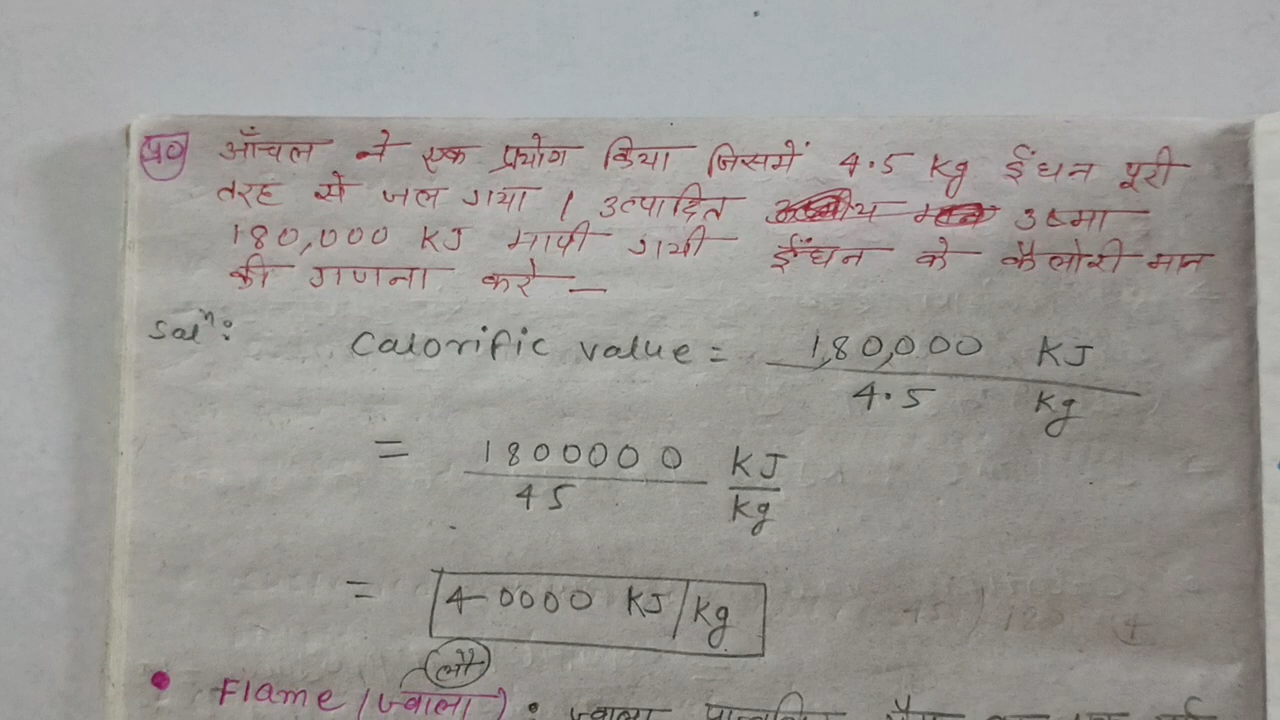 प्र० आँचल ने एक प्रयोग किया जिसमें 4.5 Kg ईंधन पूरी
तरह से जल गया । उत्पादित उष्मा
180,000 KJ मापी गयी ईंधन के कैलोरी मान
की गणना करे –
Solⁿ: Calorific value = 1,80,000 KJ
4.5 Kg
= 1800000 KJ
45 Kg
= 40000 KJ/Kg
लौ
• Flame (ज्वाला) •